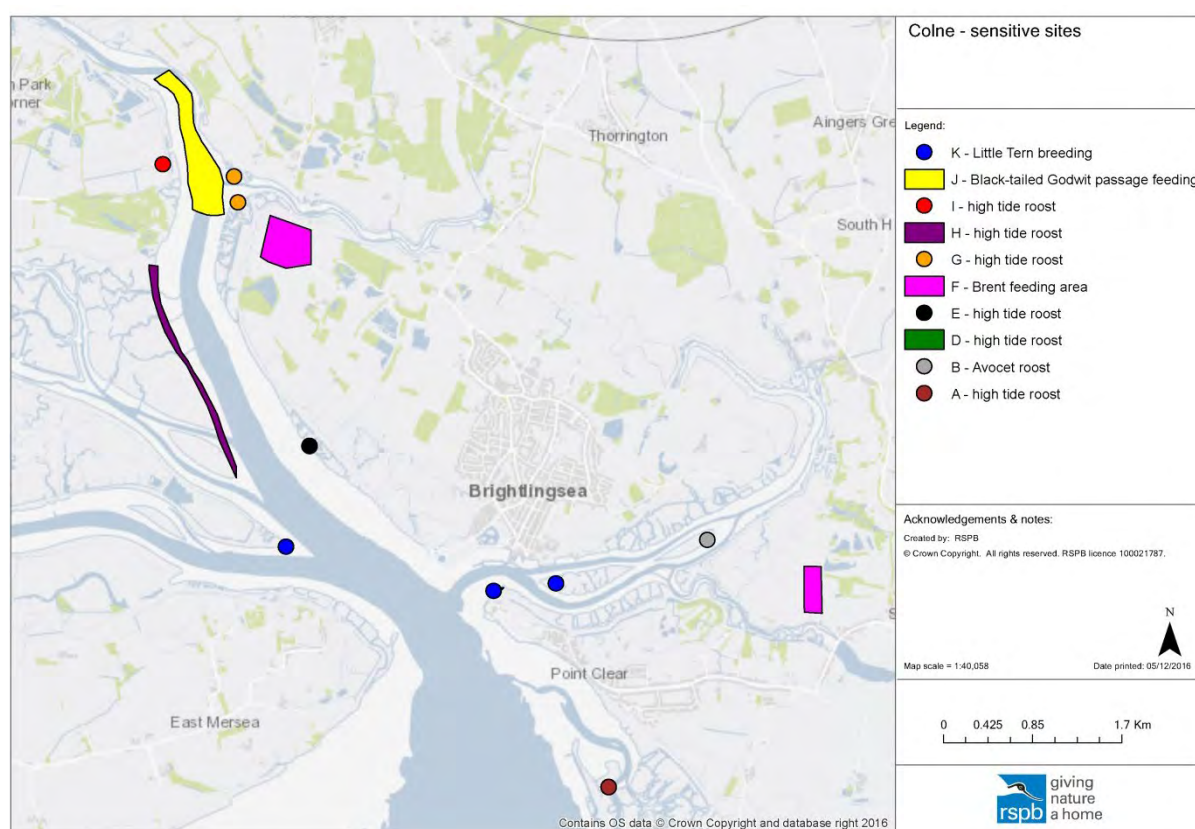 Park
orner
Thorrington
Aingers Gre
South H
Brightlingsea
Point Clear
East Mersea
Contains OS data © Crown Copyright and database right 2016
Colne - sensitive sites
Legend:
K - Little Tern breeding
J - Black-tailed Godwit passage feeding
I - high tide roost
H - high tide roost
G - high tide roost
F - Brent feeding area
E - high tide roost
D - high tide roost
B - Avocet roost
A - high tide roost
Acknowledgements & notes:
Created by: RSPB
© Crown Copyright. All rights reserved. RSPB licence 100021787.
N
Map scale = 1:40,058 Date printed: 05/12/2016
0 0.425 0.85 1.7 Km
rspb
giving
nature
a home